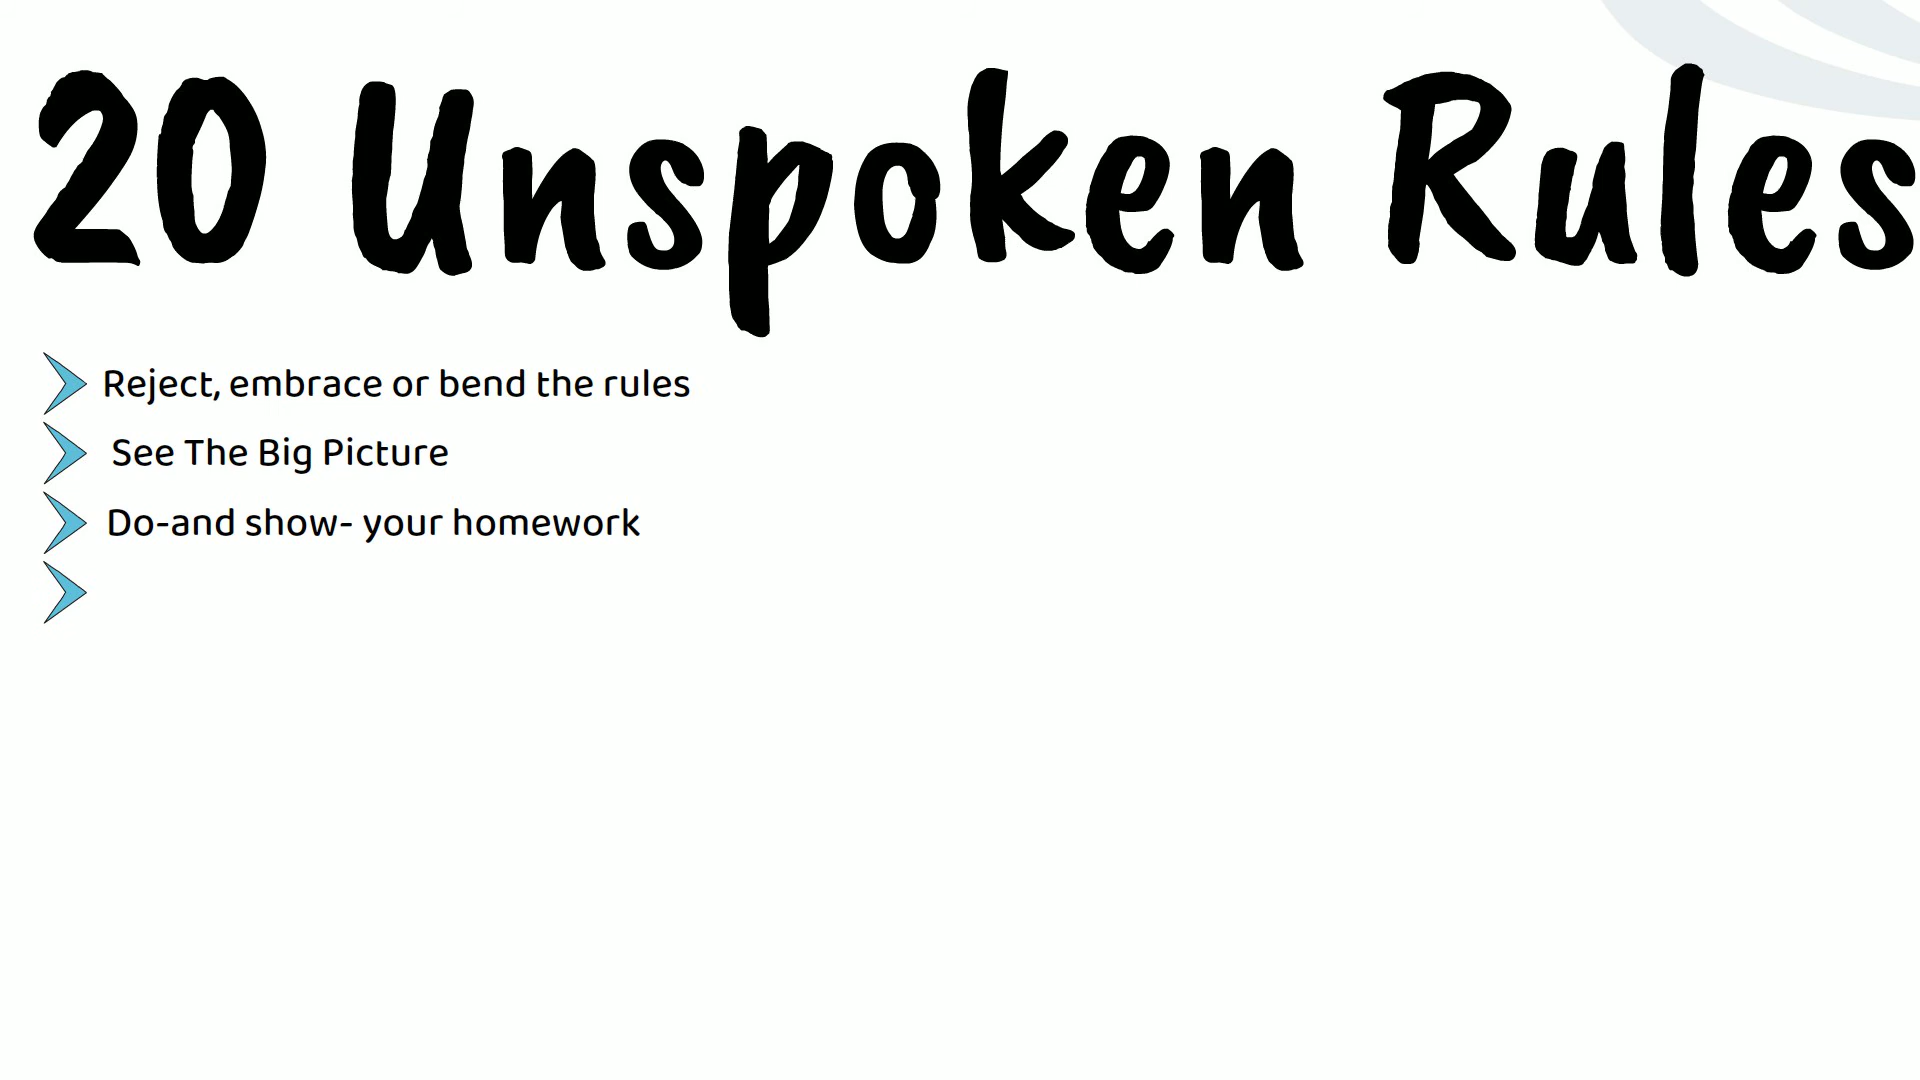 20 Unspoken Rules
Reject, embrace or bend the rules
See The Big Picture
Do-and show- your homework